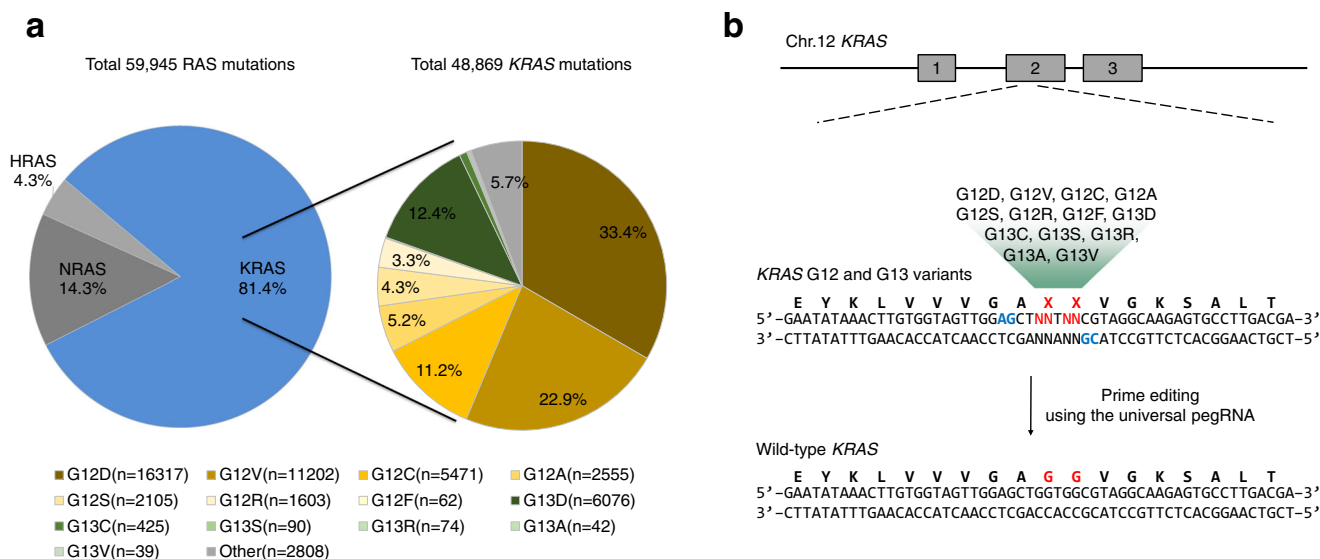 a
Total 59,945 RAS mutations
Total 48,869 KRAS mutations
HRAS
4.3%
NRAS
14.3%
KRAS
81.4%
5.7%
12.4%
33.4%
3.3%
4.3%
5.2%
11.2%
22.9%
G12D(n=16317) G12V(n=11202) G12C(n=5471) G12A(n=2555)
G12S(n=2105) G12R(n=1603) G12F(n=62) G13D(n=6076)
G13C(n=425) G13S(n=90) G13R(n=74) G13A(n=42)
G13V(n=39) Other(n=2808)
b
Chr.12 KRAS
1 2 3
G12D, G12V, G12C, G12A
G12S, G12R, G12F, G13D
G13C, G13S, G13R,
G13A, G13V
KRAS G12 and G13 variants
E Y K L V V V G A X X V G K S A L T
5’-GAATATAAACTTGTGGTAGTTGGAGCTNNTNNCGTAGGCAAGAGTGCCTTGACGA-3’
3’-CTTATATTTGAACACCATCAACCTCGANNANNGCATCCGTTCTCACGGAACTGCT-5’
Prime editing
using the universal pegRNA
Wild-type KRAS
E Y K L V V V G A G G V G K S A L T
5’-GAATATAAACTTGTGGTAGTTGGAGCTGGTGGCGTAGGCAAGAGTGCCTTGACGA-3’
3’-CTTATATTTGAACACCATCAACCTCGACCACCGCATCCGTTCTCACGGAACTGCT-5’